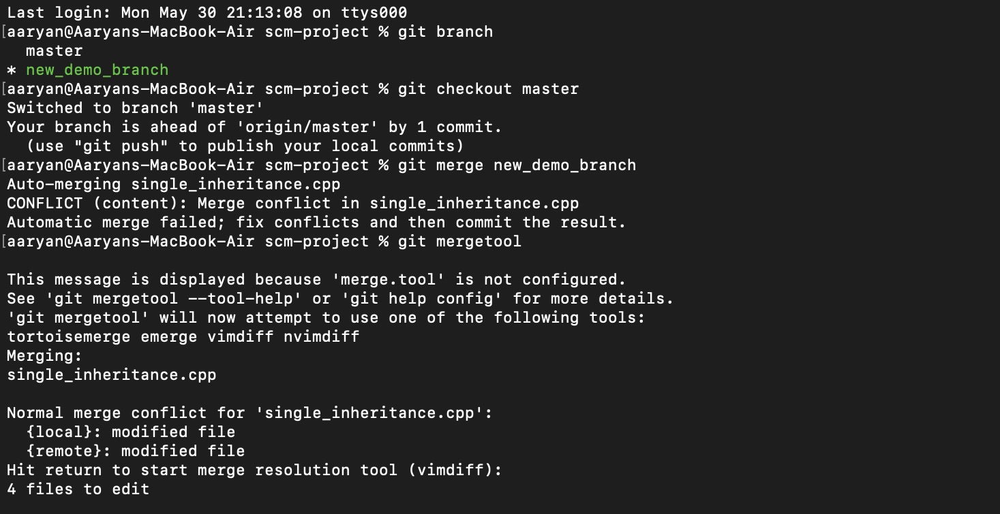 Last login: Mon May 30 21:13:08 on ttys000
[aaryan@Aaryans-MacBook-Air scm-project % git branch
  master
* new_demo_branch
[aaryan@Aaryans-MacBook-Air scm-project % git checkout master
Switched to branch 'master'
Your branch is ahead of 'origin/master' by 1 commit.
  (use "git push" to publish your local commits)
[aaryan@Aaryans-MacBook-Air scm-project % git merge new_demo_branch
Auto-merging single_inheritance.cpp
CONFLICT (content): Merge conflict in single_inheritance.cpp
Automatic merge failed; fix conflicts and then commit the result.
[aaryan@Aaryans-MacBook-Air scm-project % git mergetool

This message is displayed because 'merge.tool' is not configured.
See 'git mergetool --tool-help' or 'git help config' for more details.
'git mergetool' will now attempt to use one of the following tools:
tortoisemerge emerge vimdiff nvimdiff
Merging:
single_inheritance.cpp

Normal merge conflict for 'single_inheritance.cpp':
  {local}: modified file
  {remote}: modified file
Hit return to start merge resolution tool (vimdiff):
4 files to edit